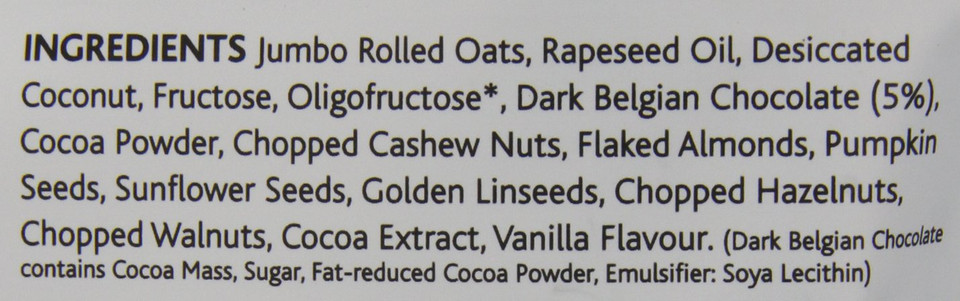 INGREDIENTS Jumbo Rolled Oats, Rapeseed Oil, Desiccated
Coconut, Fructose, Oligofructose*, Dark Belgian Chocolate (5%),
Cocoa Powder, Chopped Cashew Nuts, Flaked Almonds, Pumpkin
Seeds, Sunflower Seeds, Golden Linseeds, Chopped Hazelnuts,
Chopped Walnuts, Cocoa Extract, Vanilla Flavour. (Dark Belgian Chocolate
contains Cocoa Mass, Sugar, Fat-reduced Cocoa Powder, Emulsifier: Soya Lecithin)